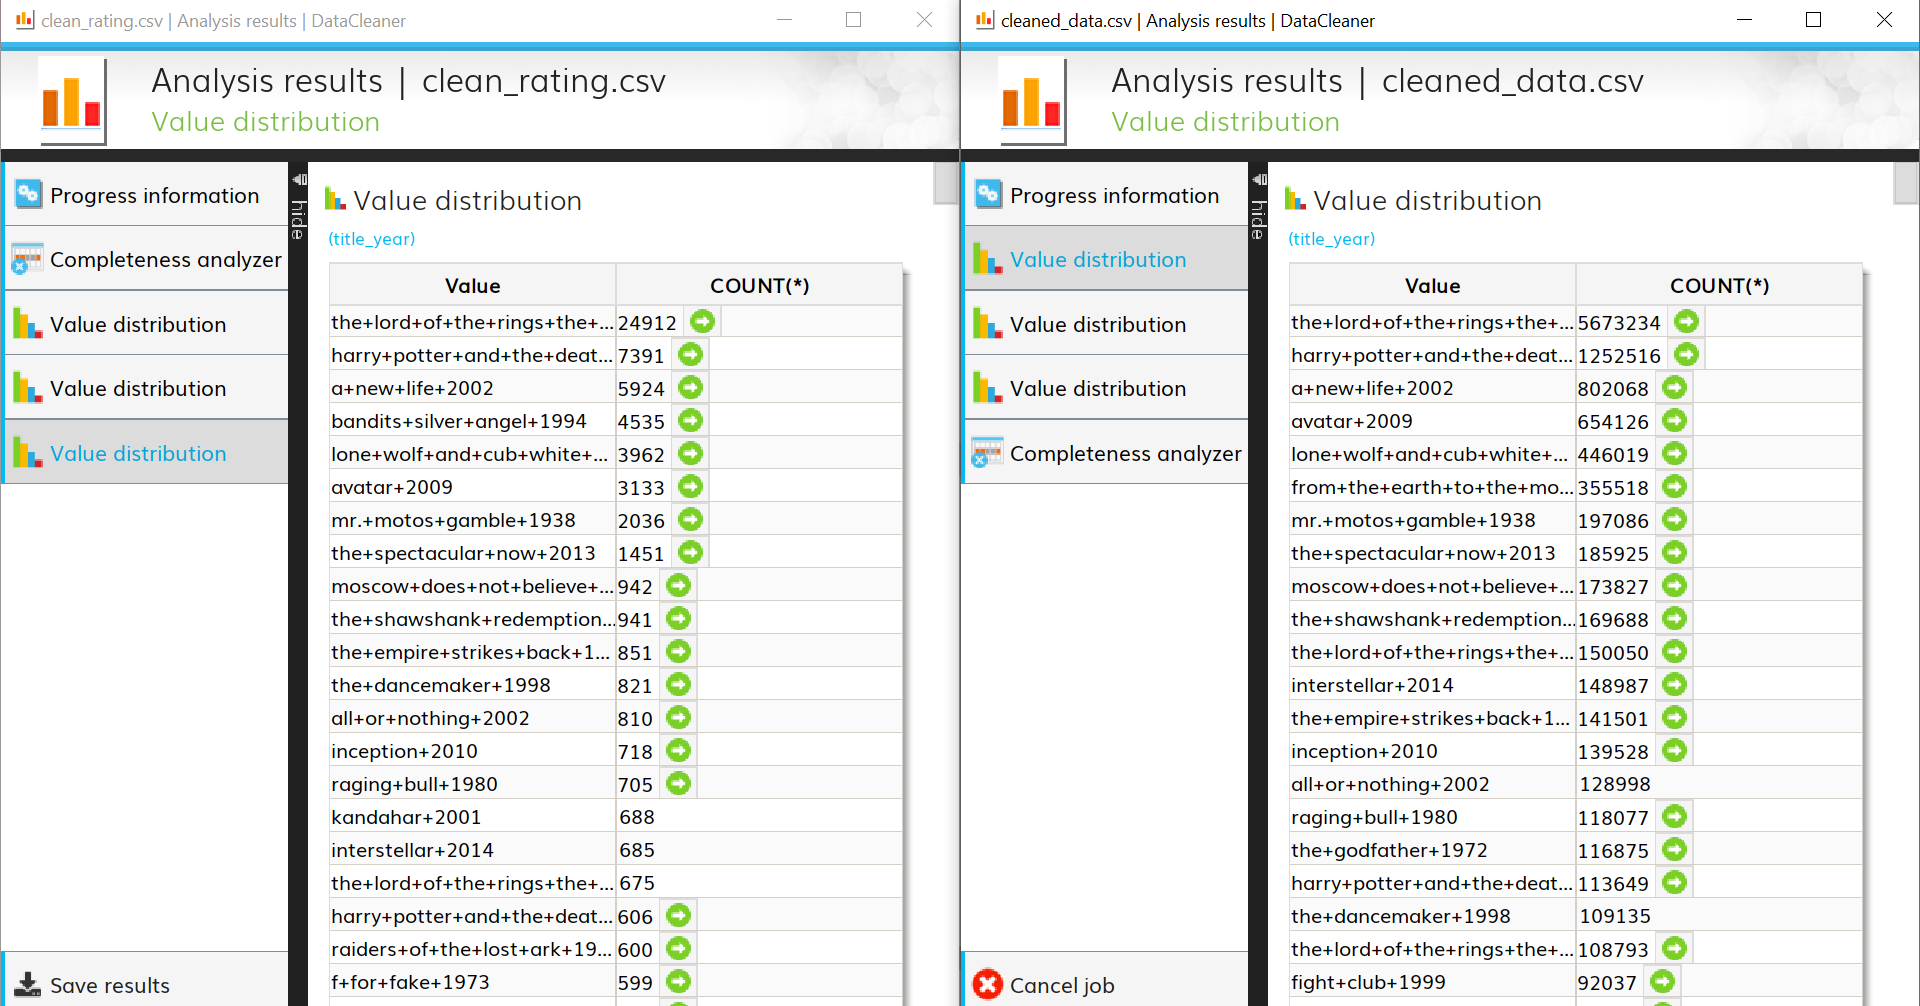 clean_rating.csv | Analysis results | DataCleaner
Analysis results | clean_rating.csv
Value distribution
Progress information
Completeness analyzer
Value distribution
Value distribution
Value distribution
Save results
hide
Value distribution
(title_year)
Value COUNT(*)
the+lord+of+the+rings+the+... 24912
harry+potter+and+the+deat... 7391
a+new+life+2002 5924
bandits+silver+angel+1994 4535
lone+wolf+and+cub+white+... 3962
avatar+2009 3133
mr.+motos+gamble+1938 2036
the+spectacular+now+2013 1451
moscow+does+not+believe+... 942
the+shawshank+redemption... 941
the+empire+strikes+back+1... 851
the+dancemaker+1998 821
all+or+nothing+2002 810
inception+2010 718
raging+bull+1980 705
kandahar+2001 688
interstellar+2014 685
the+lord+of+the+rings+the+... 675
harry+potter+and+the+deat... 606
raiders+of+the+lost+ark+19... 600
f+for+fake+1973 599
cleaned_data.csv | Analysis results | DataCleaner
Analysis results | cleaned_data.csv
Value distribution
Progress information
Value distribution
Value distribution
Value distribution
Completeness analyzer
Cancel job
hide
Value distribution
(title_year)
Value COUNT(*)
the+lord+of+the+rings+the+... 5673234
harry+potter+and+the+deat... 1252516
a+new+life+2002 802068
avatar+2009 654126
lone+wolf+and+cub+white+... 446019
from+the+earth+to+the+mo... 355518
mr.+motos+gamble+1938 197086
the+spectacular+now+2013 185925
moscow+does+not+believe+... 173827
the+shawshank+redemption... 169688
the+lord+of+the+rings+the+... 150050
interstellar+2014 148987
the+empire+strikes+back+1... 141501
inception+2010 139528
all+or+nothing+2002 128998
raging+bull+1980 118077
the+godfather+1972 116875
harry+potter+and+the+deat... 113649
the+dancemaker+1998 109135
the+lord+of+the+rings+the+... 108793
fight+club+1999 92037